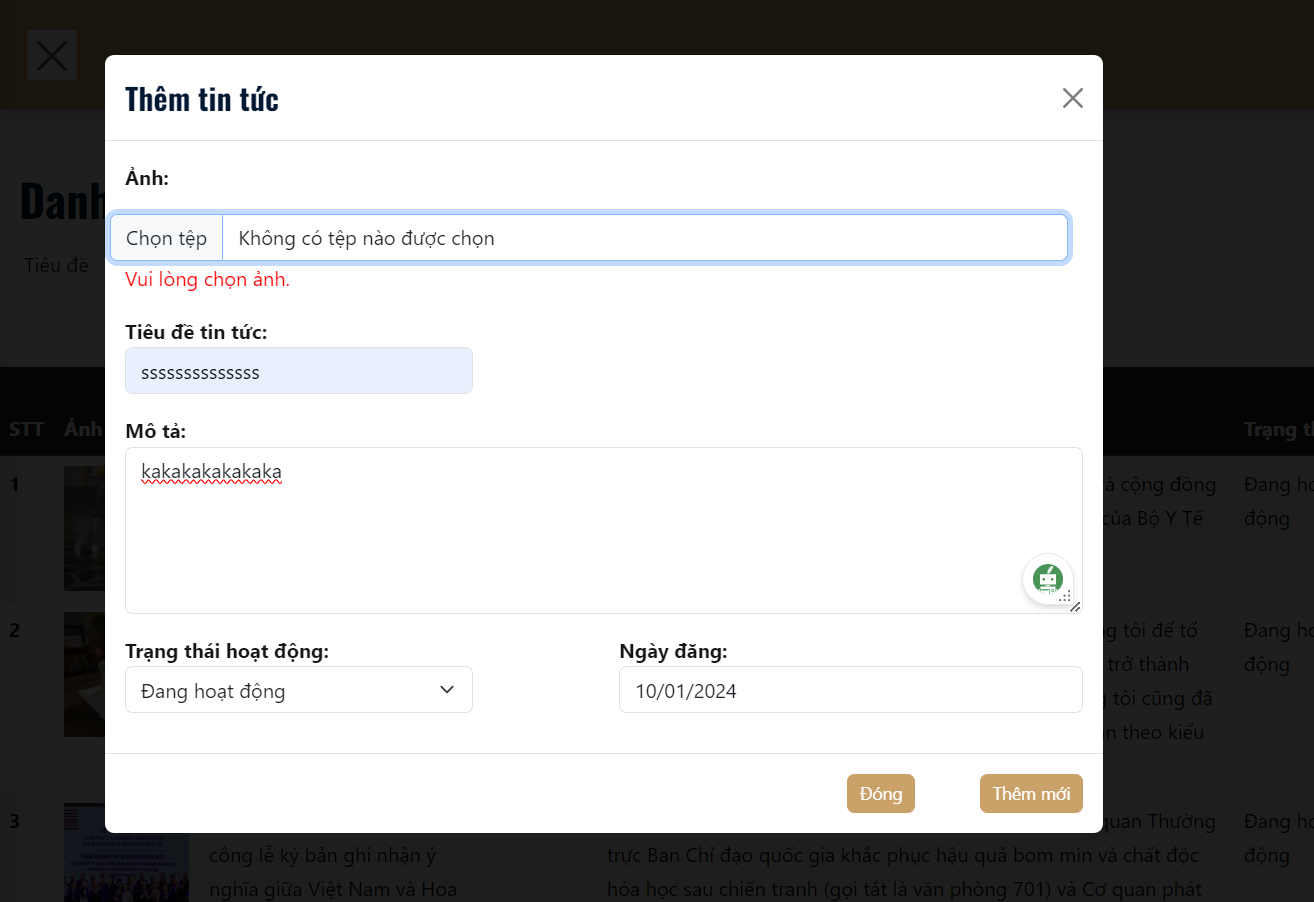 Thêm tin tức
Ảnh:
Chọn tệp Không có tệp nào được chọn
Vui lòng chọn ảnh.
Tiêu đề tin tức:
ssssssssssssss
Mô tả:
kakakakakakaka
Trạng thái hoạt động:
Ngày đăng:
Đang hoạt động
10/01/2024
Đóng
Thêm mới
Danh
Tiêu đề
STT Ảnh
Trạng
1
cộng đồng
của Bộ Y Tế
Đang
động
2
tôi để tổ
trở thành
tôi cũng đã
theo kiểu
Đang
động
3
công lễ ký bản ghi nhận ý
nghĩa giữa Việt Nam và Hoa
quan Thường
trực Ban Chỉ đạo quốc gia khắc phục hậu quả bom mìn và chất độc
hóa học sau chiến tranh (gọi tắt là văn phòng 701) và Cơ quan phát
Đang
động